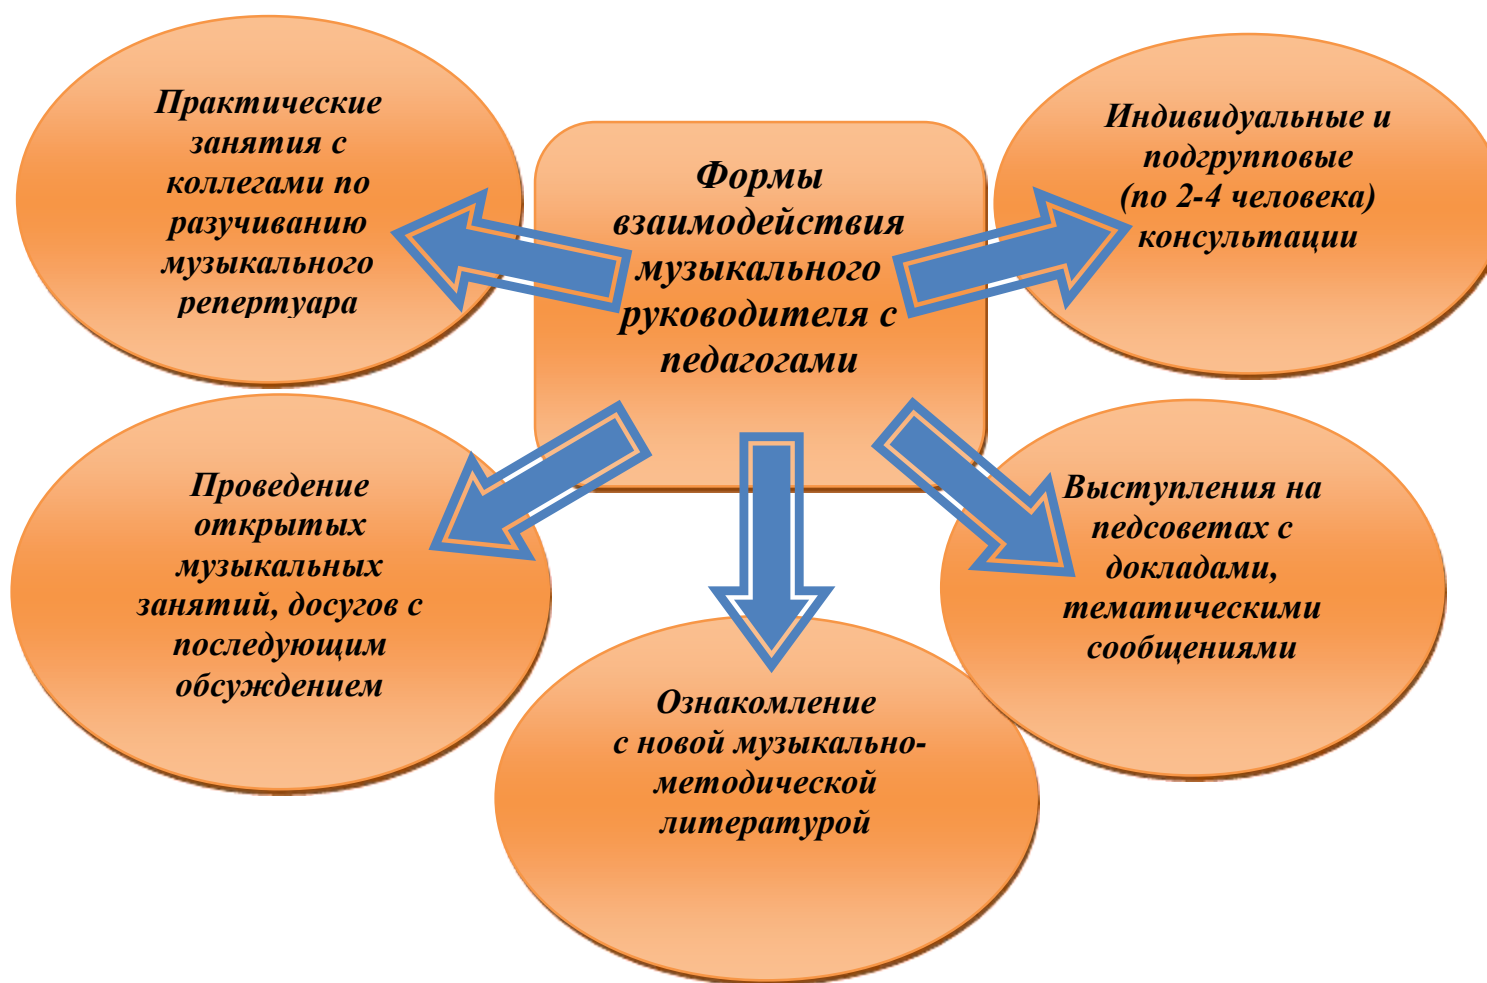 Практические
занятия с
коллегами по
разучиванию
музыкального
репертуара
Формы
взаимодействия
музыкального
руководителя с
педагогами
Индивидуальные и
подгрупповые
(по 2-4 человека)
консультации
Проведение
открытых
музыкальных
занятий, досугов с
последующим
обсуждением
Ознакомление
с новой музыкально-
методической
литературой
Выступления на
педсоветах с
докладами,
тематическими
сообщениями